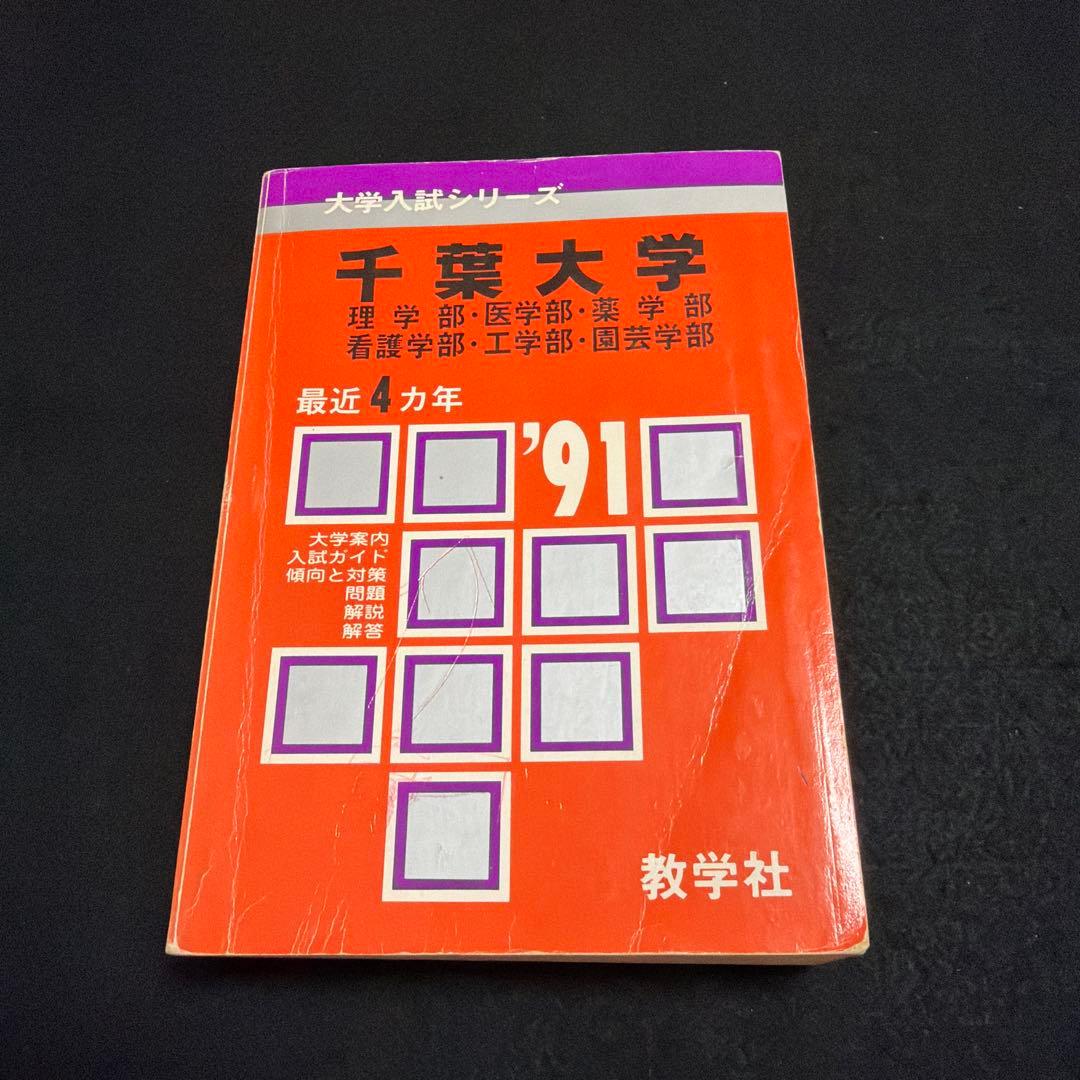 大学入試シリーズ
千葉大学
理学部・医学部・薬学部
看護学部・工学部・園芸学部
最近4カ年
'91
大学案内
入試ガイド
傾向と対策
問題
解説
解答
教学社